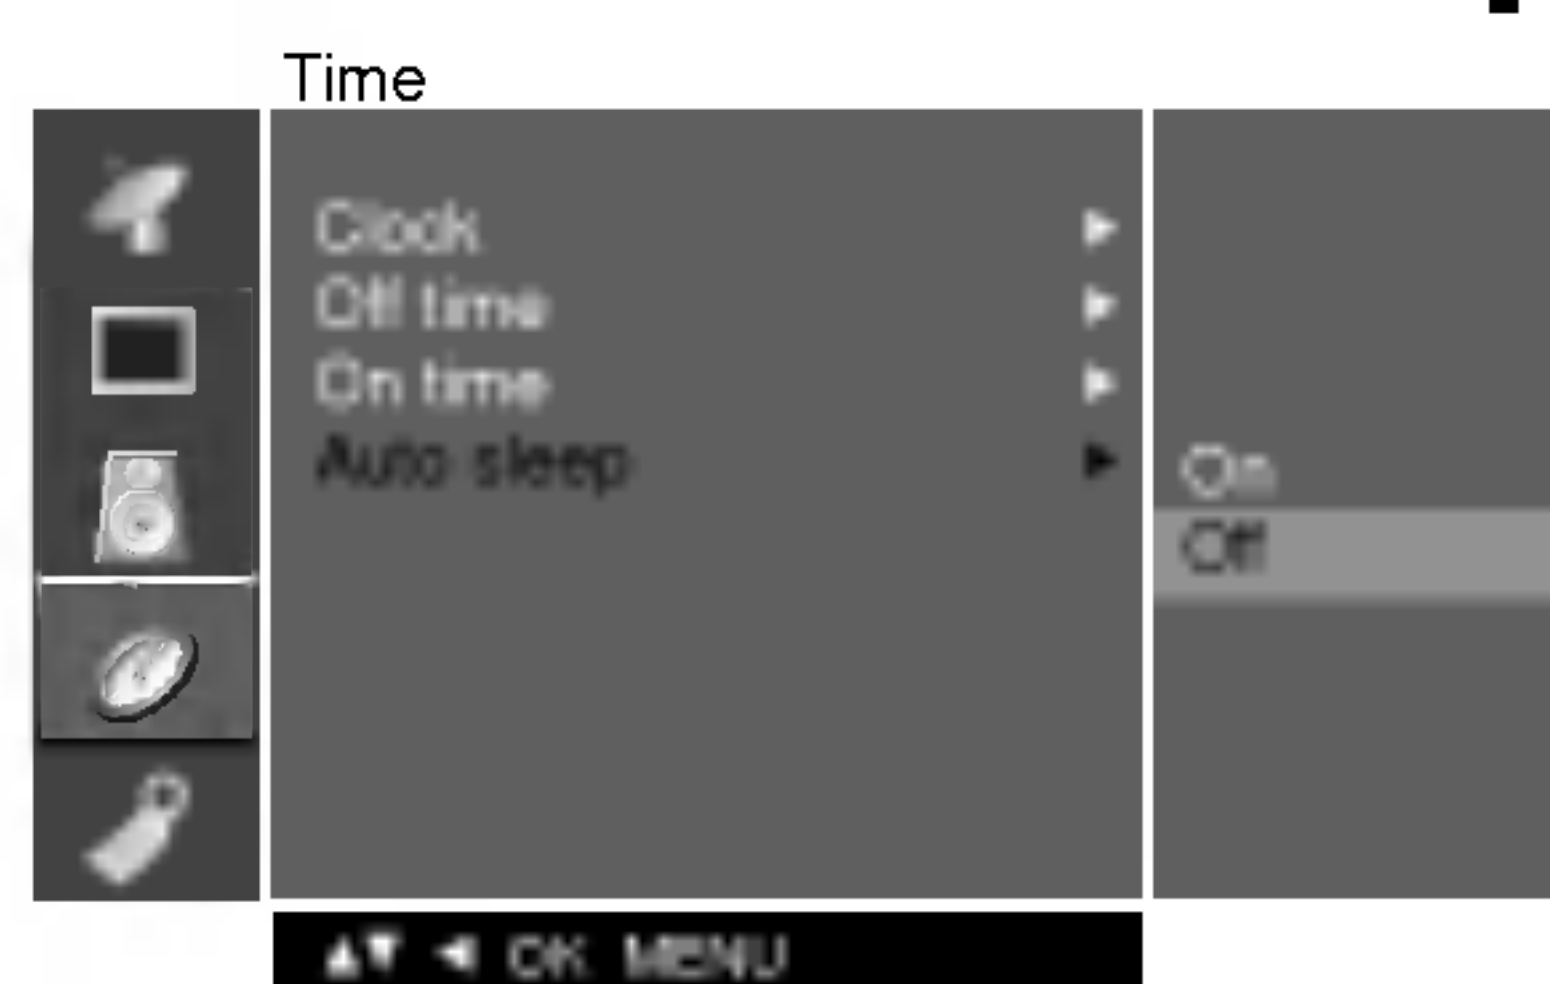 Time
Clock
Off time
On time
Auto sleep
On
Off
OK MENU